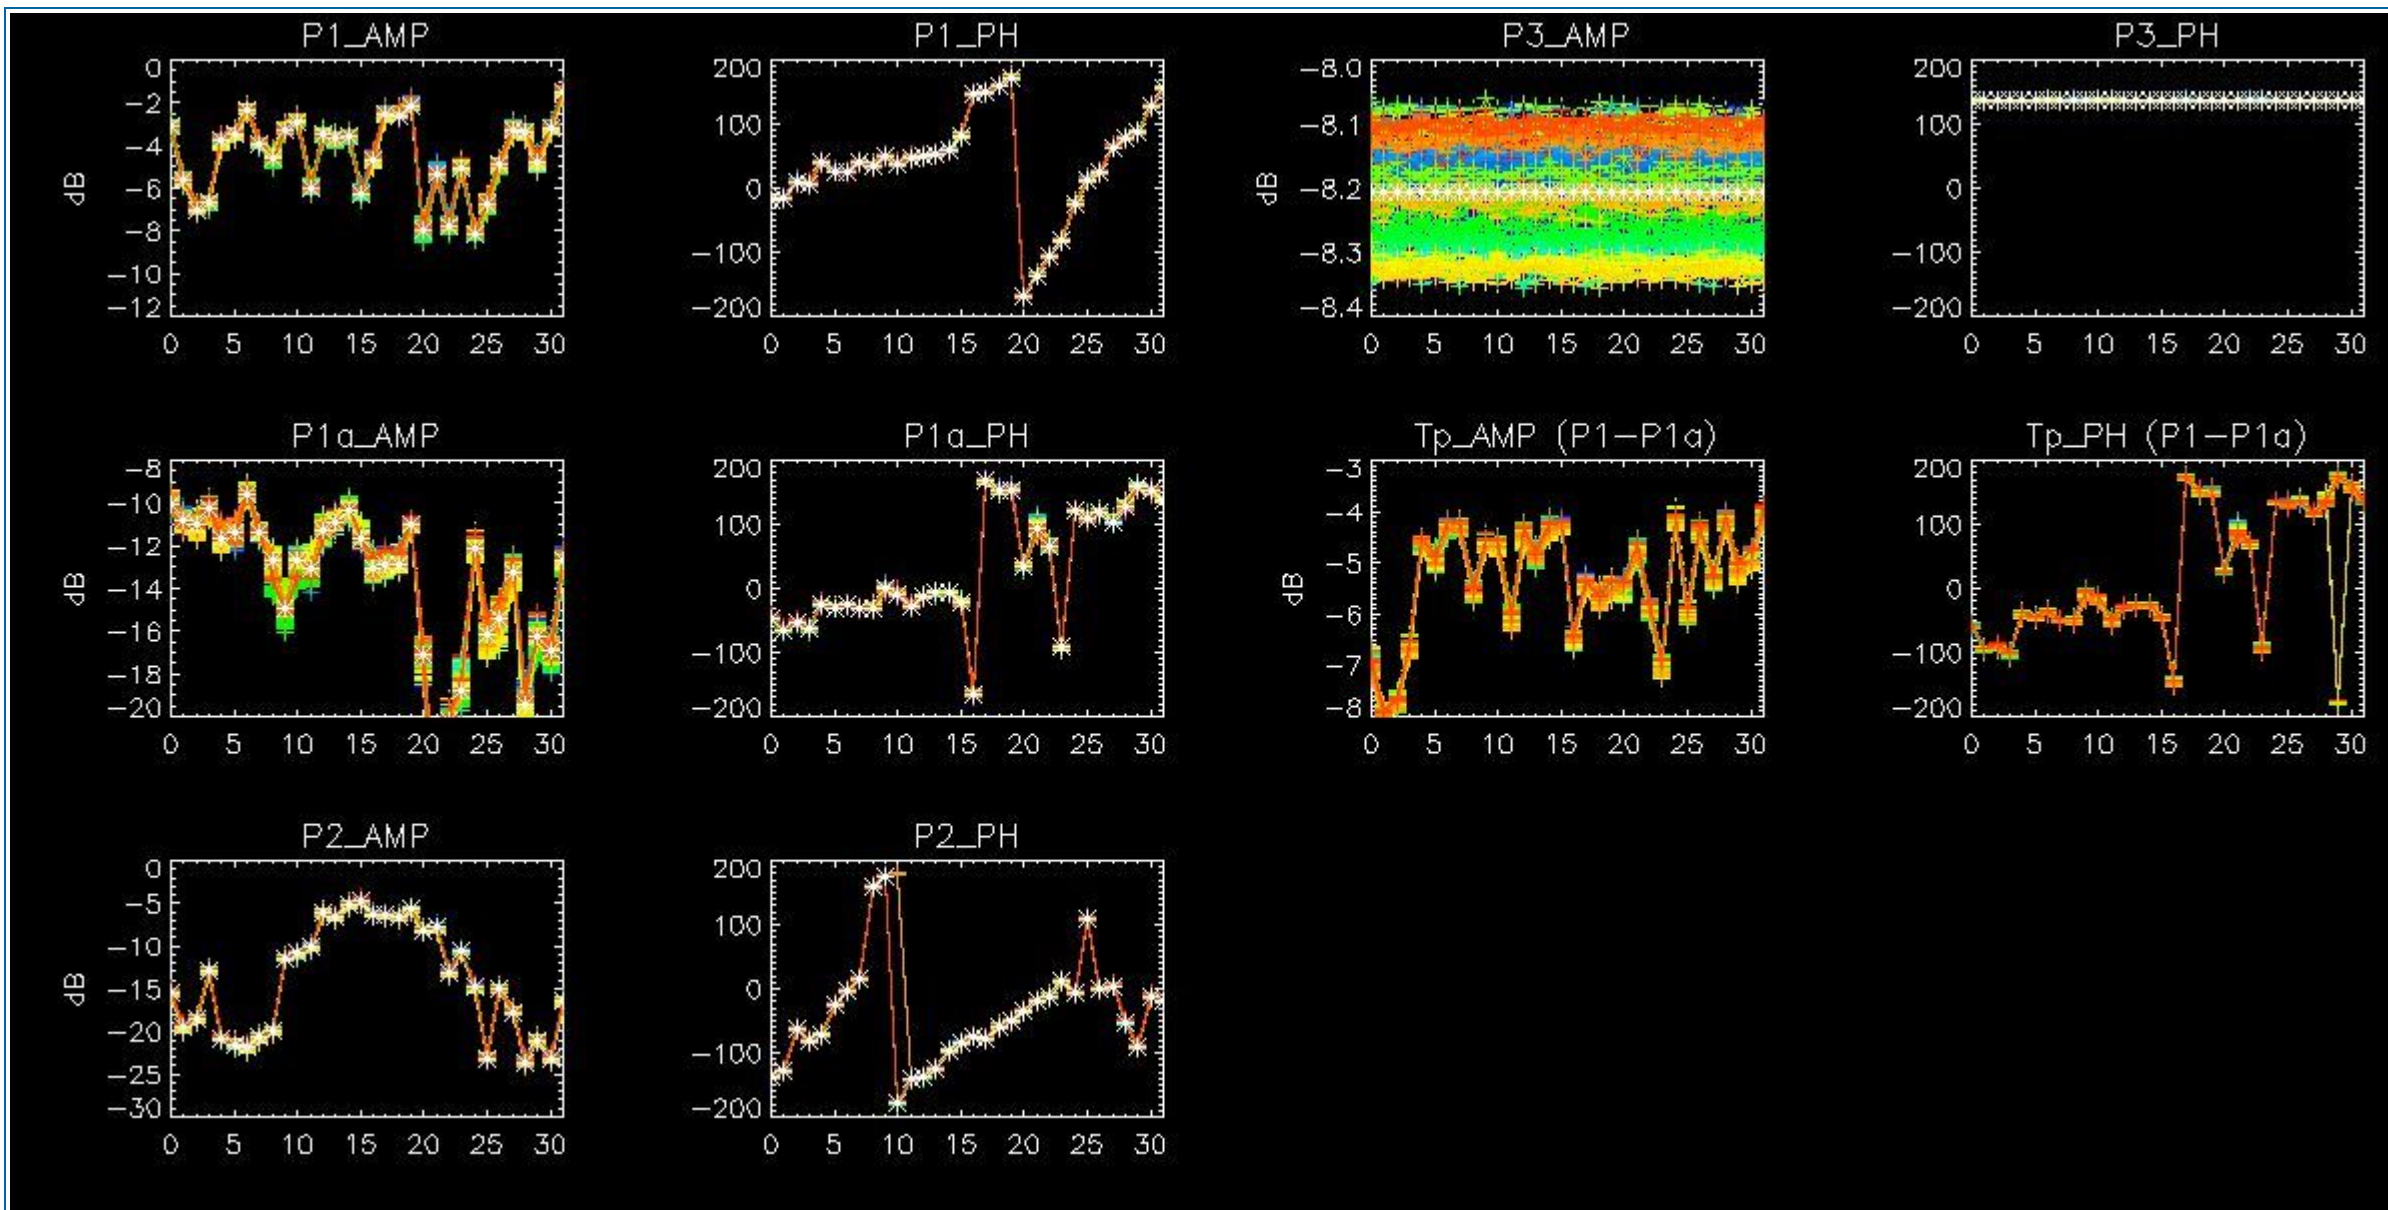 P1_AMP
0
−2
−4
−6
−8
−10
−12
dB
0 5 10 15 20 25 30
P1_PH
200
100
0
−100
−200
0 5 10 15 20 25 30
P3_AMP
−8.0
−8.1
−8.2
−8.3
−8.4
dB
0 5 10 15 20 25 30
P3_PH
200
100
0
−100
−200
0 5 10 15 20 25 30
P1a_AMP
−8
−10
−12
−14
−16
−18
−20
dB
0 5 10 15 20 25 30
P1a_PH
200
100
0
−100
−200
0 5 10 15 20 25 30
Tp_AMP (P1−P1a)
−3
−4
−5
−6
−7
−8
dB
0 5 10 15 20 25 30
Tp_PH (P1−P1a)
200
100
0
−100
−200
0 5 10 15 20 25 30
P2_AMP
0
−5
−10
−15
−20
−25
−30
dB
0 5 10 15 20 25 30
P2_PH
200
100
0
−100
−200
0 5 10 15 20 25 30